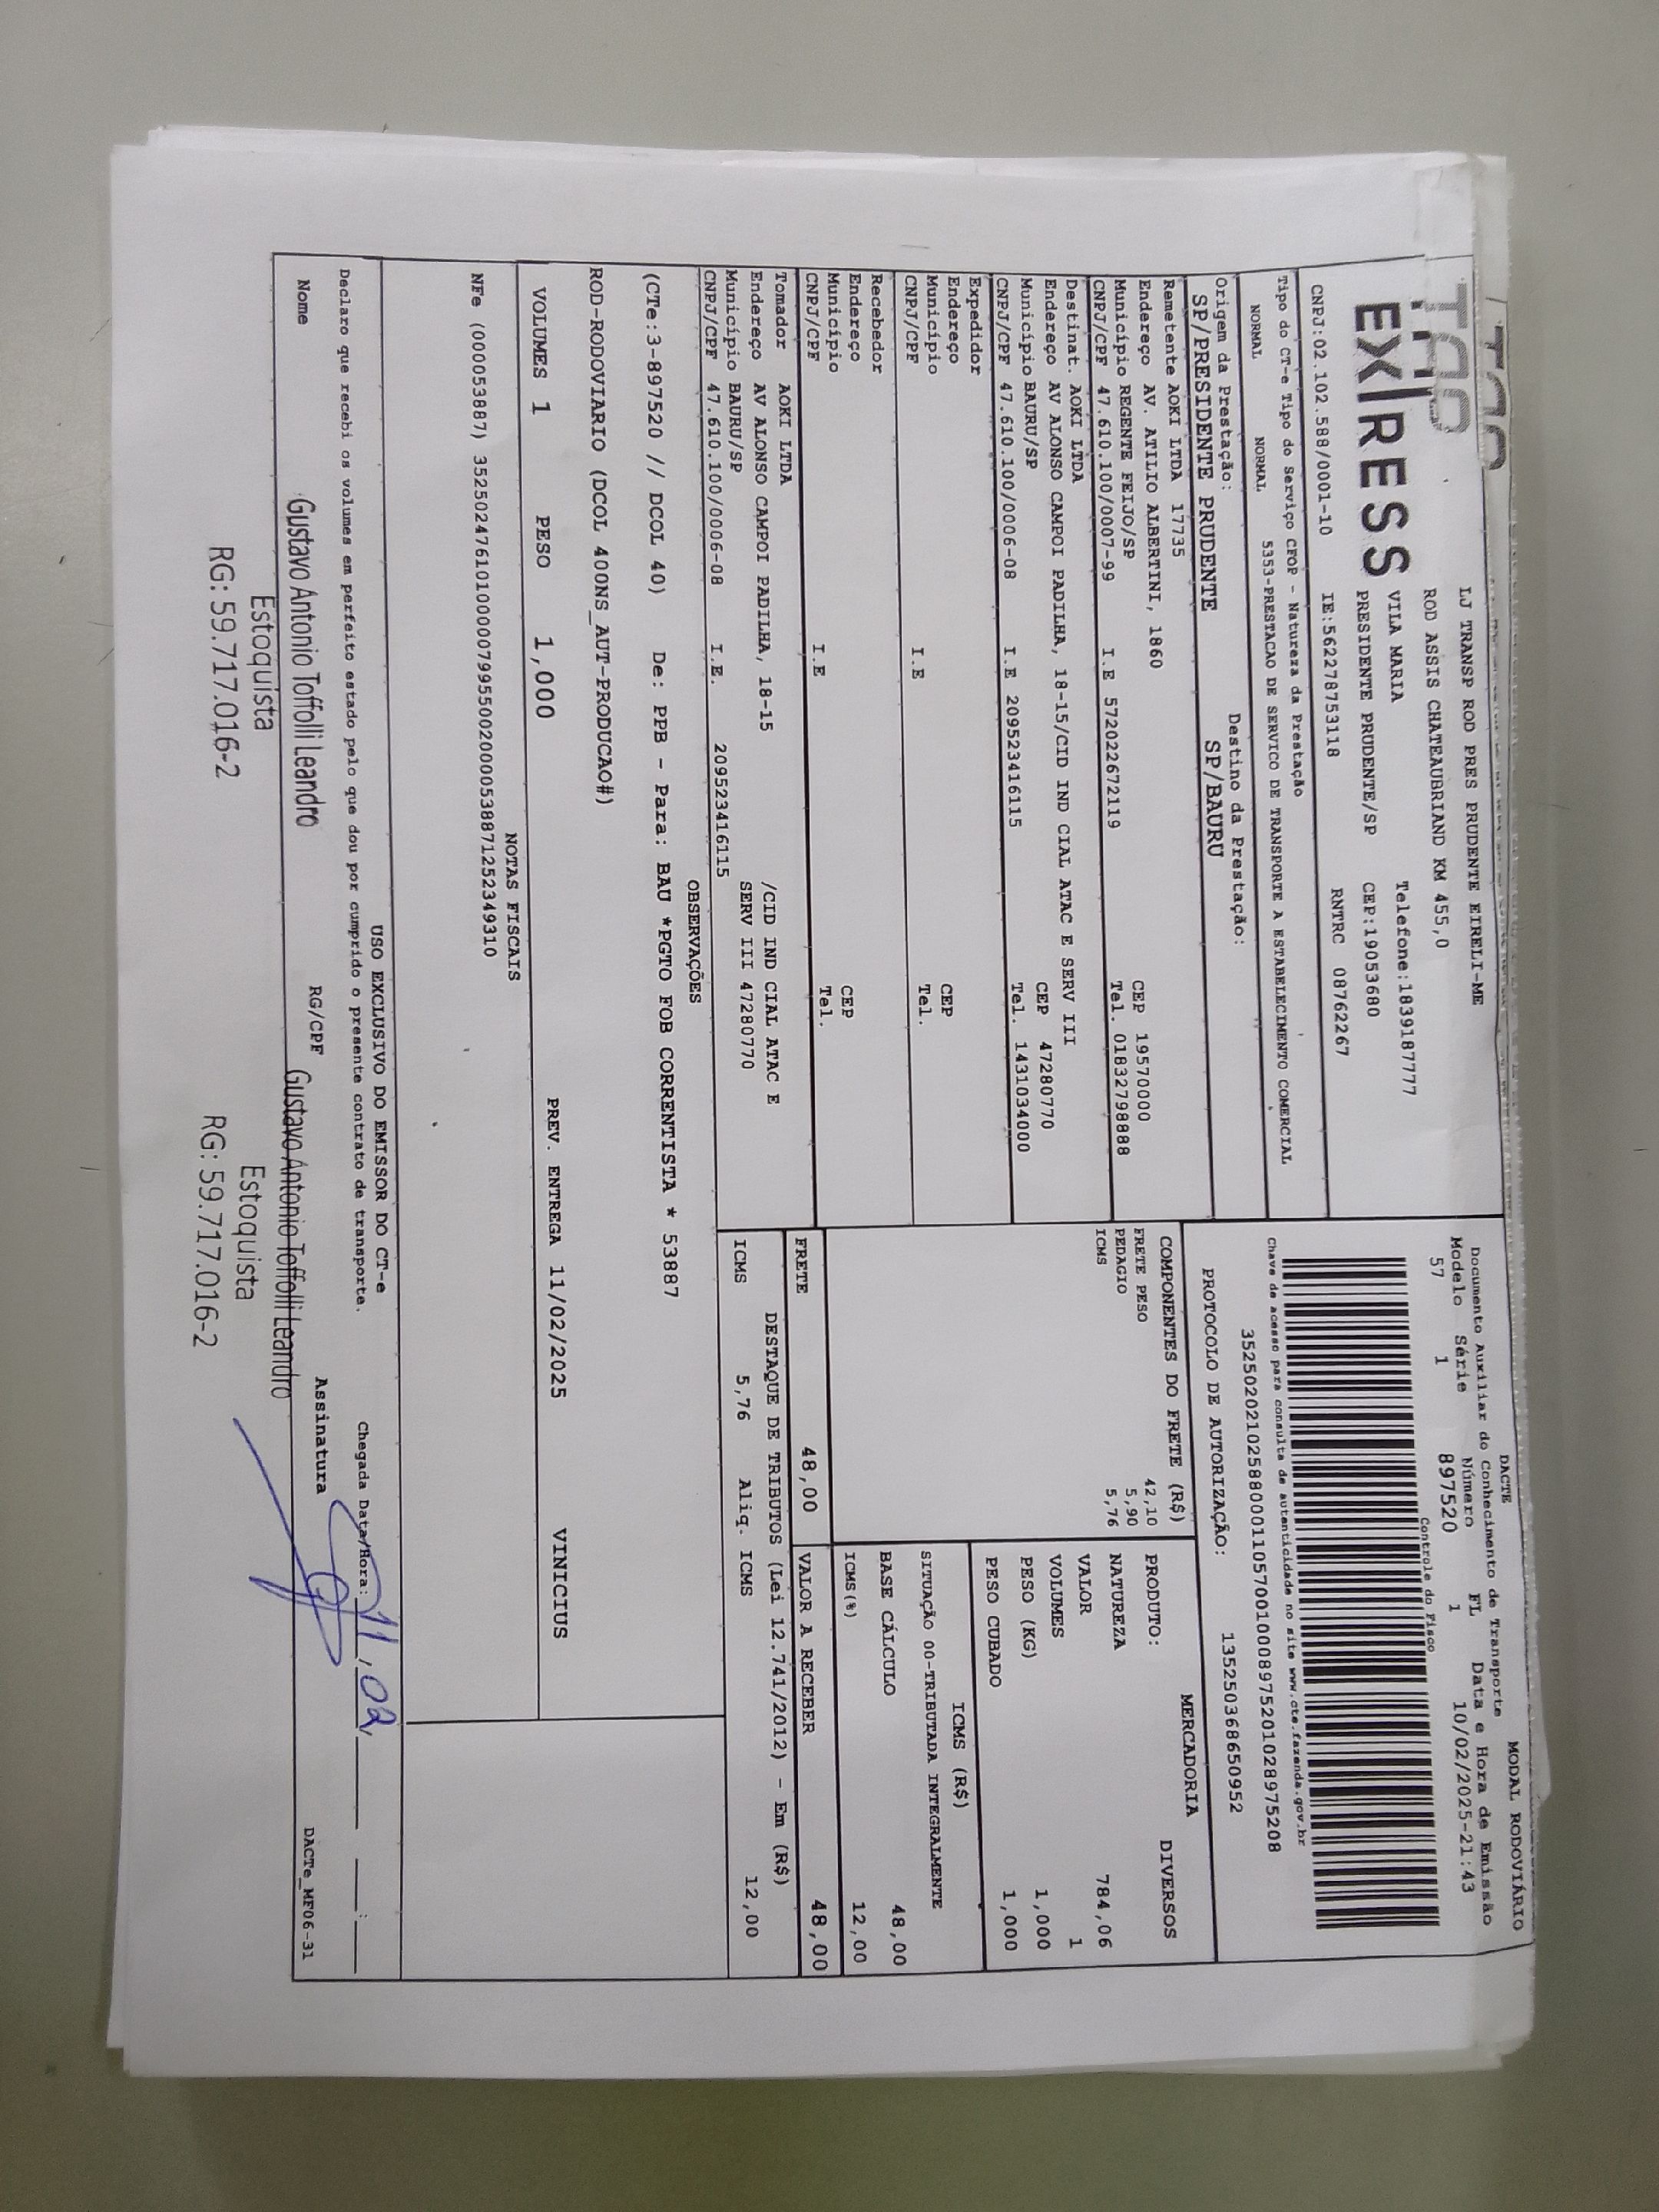 TAP
EXPRESS
LJ TRANSP ROD PRES PRUDENTE EIRELI-ME
ROD ASSIS CHATEAUBRIAND KM 455,0
VILA MARIA Telefone:1839187777
PRESIDENTE PRUDENTE/SP CEP:19053680
CNPJ:02.102.588/0001-10 IE:562278753118 RNTRC 08762267
DACTE MODAL RODOVIÁRIO
Documento Auxiliar do Conhecimento de Transporte
Modelo Série Número FL Data e Hora de Emissão
57 1 897520 1 10/02/2025-21:43
Controle do Fisco
Chave de acesso para consulta de autenticidade no site www.cte.fazenda.gov.br
35250202102588000110570010008975201028975208
PROTOCOLO DE AUTORIZAÇÃO: 135250368650952
Tipo do CT-e Tipo do Serviço CFOP - Natureza da Prestação
NORMAL NORMAL 5353-PRESTACAO DE SERVICO DE TRANSPORTE A ESTABELECIMENTO COMERCIAL
Origem da Prestação: Destino da Prestação:
SP/PRESIDENTE PRUDENTE SP/BAURU
Remetente AOKI LTDA 17735
Endereço AV. ATILIO ALBERTINI, 1860 CEP 19570000
Município REGENTE FEIJO/SP Tel. 01832798888
CNPJ/CPF 47.610.100/0007-99 I.E 572022672119
Destinat. AOKI LTDA
Endereço AV ALONSO CAMPOI PADILHA, 18-15/CID IND CIAL ATAC E SERV III
Município BAURU/SP CEP 47280770
CNPJ/CPF 47.610.100/0006-08 I.E 209523416115 Tel. 1431034000
Expedidor
Endereço CEP
Município Tel.
CNPJ/CPF I.E
Recebedor
Endereço CEP
Município Tel.
CNPJ/CPF I.E
Tomador AOKI LTDA /CID IND CIAL ATAC E
Endereço AV ALONSO CAMPOI PADILHA, 18-15 SERV III 47280770
Município BAURU/SP
CNPJ/CPF 47.610.100/0006-08 I.E. 209523416115
COMPONENTES DO FRETE (R$)
FRETE PESO 42,10
PEDAGIO 5,90
ICMS 5,76
MERCADORIA
PRODUTO: DIVERSOS
NATUREZA
VALOR 784,06
VOLUMES 1
PESO (KG) 1,000
PESO CUBADO 1,000
ICMS (R$)
SITUAÇÃO 00-TRIBUTADA INTEGRALMENTE
BASE CÁLCULO 48,00
ICMS(%) 12,00
FRETE 48,00 VALOR A RECEBER 48,00
DESTAQUE DE TRIBUTOS (Lei 12.741/2012) - Em (R$)
ICMS 5,76 Aliq. ICMS 12,00
OBSERVAÇÕES
(CTe:3-897520 // DCOL 40) De: PPB - Para: BAU *PGTO FOB CORRENTISTA * 53887
ROD-RODOVIARIO (DCOL 400NS_AUT-PRODUCAO#)
VOLUMES 1 PESO 1,000 PREV. ENTREGA 11/02/2025 VINICIUS
NOTAS FISCAIS
NFe (000053887) 35250247610100000799550020000538871252349310
USO EXCLUSIVO DO EMISSOR DO CT-e
Declaro que recebi os volumes em perfeito estado pelo que dou por cumprido o presente contrato de transporte. Chegada Data/Hora: 11/02/
Nome RG/CPF Assinatura DACTe_MF06-31
Gustavo Antonio Toffolli Leandro
Estoquista
RG: 59.717.016-2
Gustavo Antonio Toffolli Leandro
Estoquista
RG: 59.717.016-2